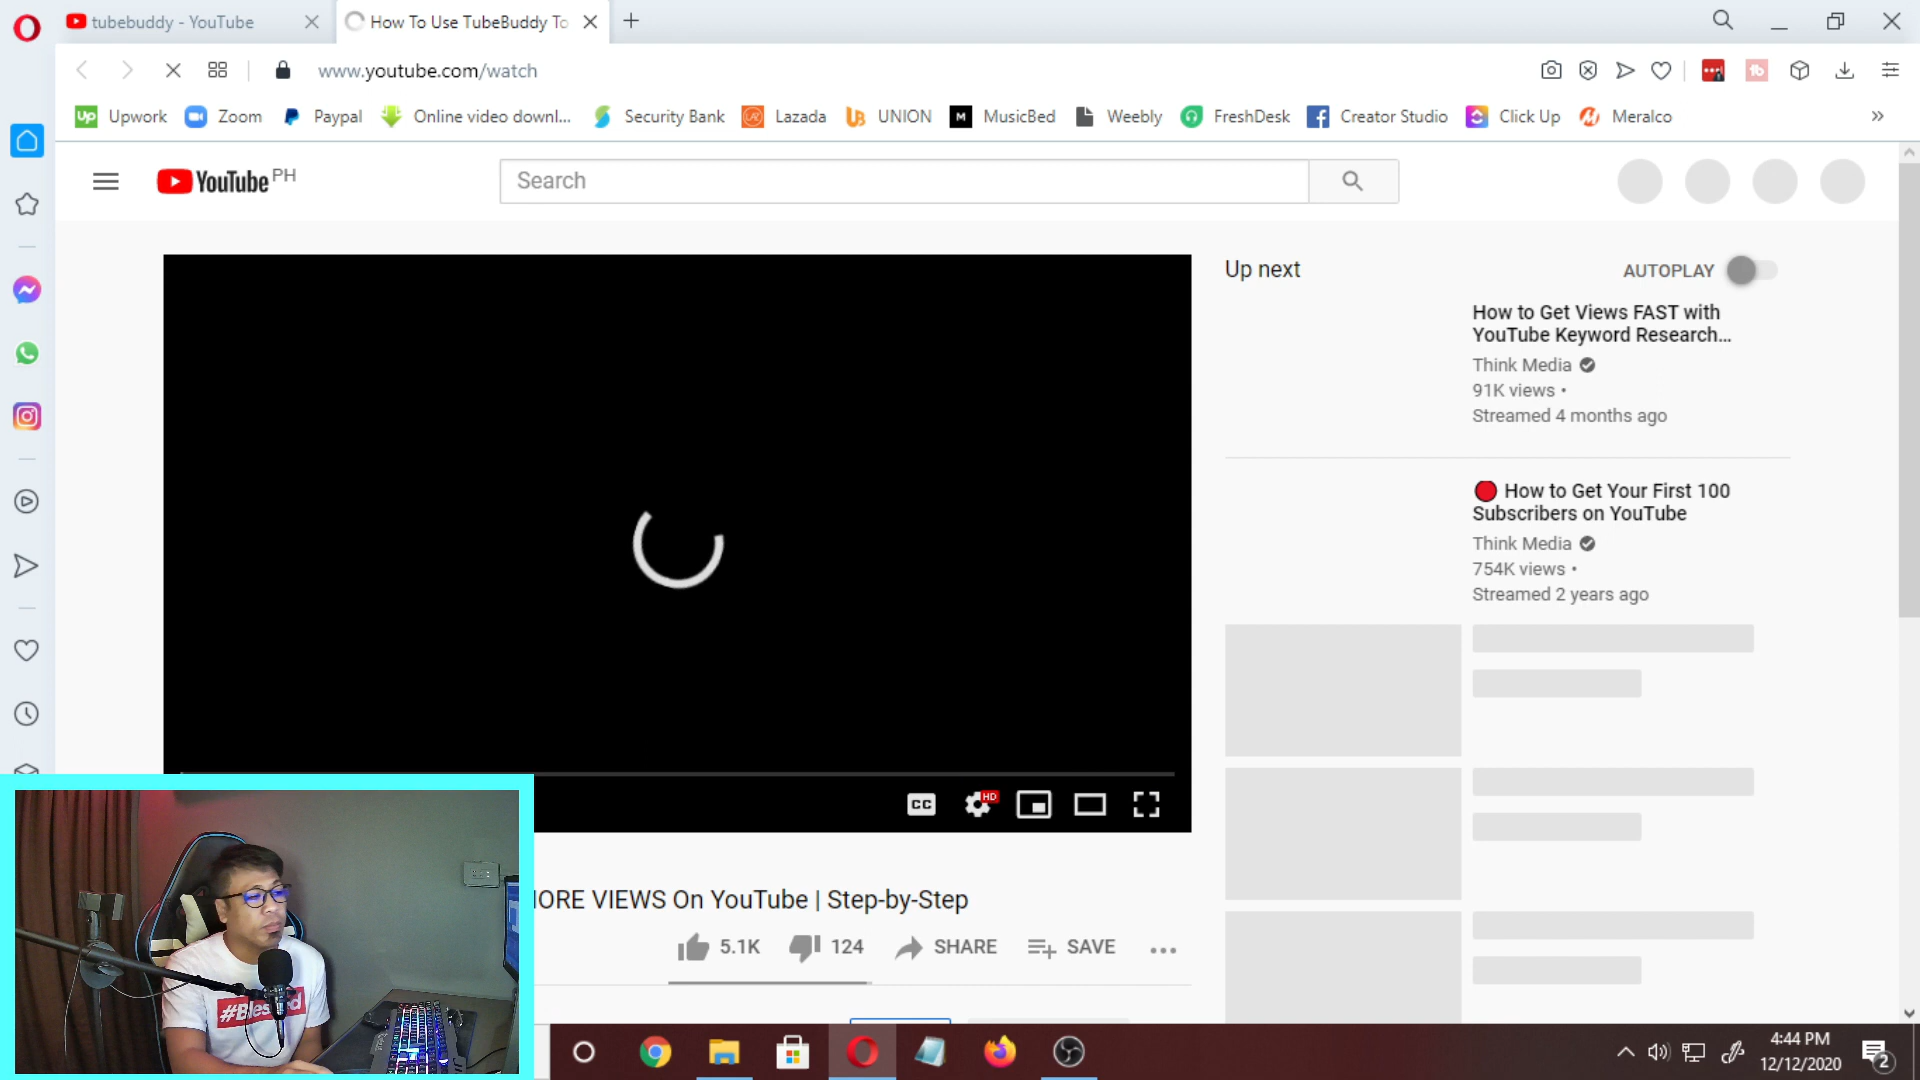 tubebuddy - YouTube
How To Use TubeBuddy To
www.youtube.com/watch
Upwork
Zoom
Paypal
Online video downl...
Security Bank
Lazada
UNION
MusicBed
Weebly
FreshDesk
Creator Studio
Click Up
Meralco
YouTube PH
Search
Up next
AUTOPLAY
How to Get Views FAST with
YouTube Keyword Research...
Think Media
91K views •
Streamed 4 months ago
How to Get Your First 100
Subscribers on YouTube
Think Media
754K views •
Streamed 2 years ago
CC
HD
MORE VIEWS On YouTube | Step-by-Step
5.1K
124
SHARE
SAVE
#Blessed
4:44 PM
12/12/2020
2